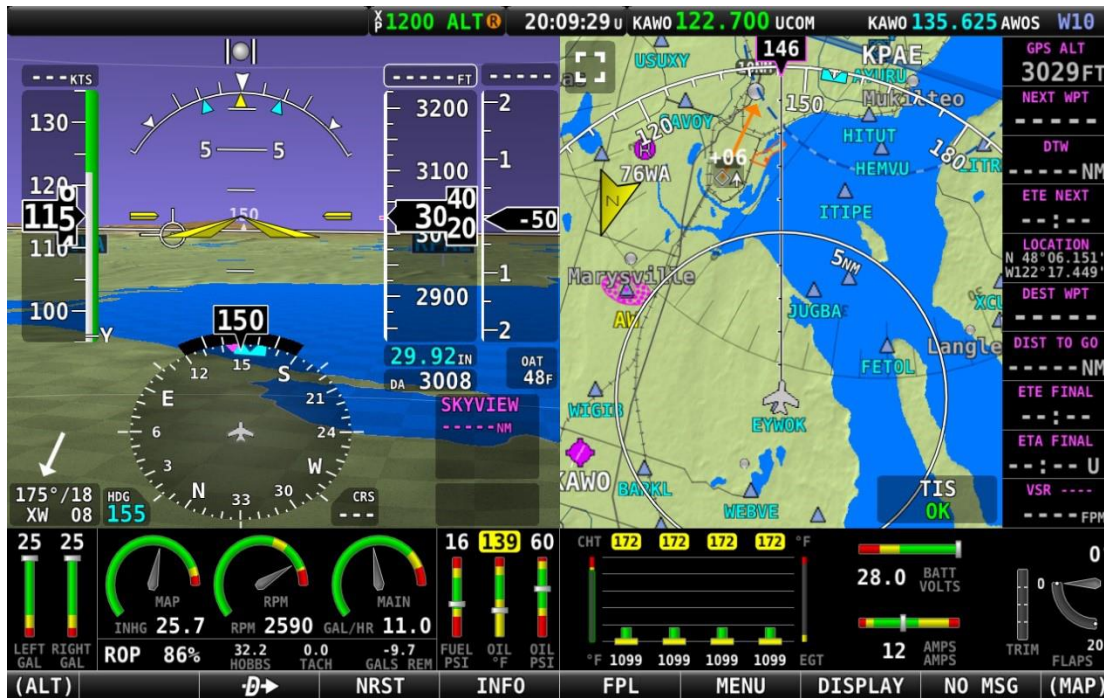 XP 1200 ALT R 20:09:29 U KAWO 122.700 UCOM KAWO 135.625 AWOS W10
--- KTS
----- FT
-----
130
120
115
110
100
Y
5 5
150
3200
3100
3040
3020
2900
2
1
-50
1
2
150
12 15 S 21 24 W 30 33 N 3 6 E
29.92 IN
DA 3008
OAT
48F
SKYVIEW
-----NM
175°/18
XW 08
HDG
155
CRS
---
146
10NM
USUXY
KPAE
AYURU
Mukilteo
120
150
180
SAVOY
HITUT
HEMVU
+06
R
76WA
N
ITIPE
5NM
Marysville
JUGBA
AW
Langle
FETOL
WIGIB
EYWOK
KAWO
BARKL
WEBVE
TIS
OK
GPS ALT
3029FT
NEXT WPT
-----
DTW
-----NM
ETE NEXT
--:--
LOCATION
N 48°06.151'
W122°17.449'
DEST WPT
-----
DIST TO GO
-----NM
ETE FINAL
--:--
ETA FINAL
--:-- U
VSR ----
----FPM
25 25
LEFT GAL
RIGHT GAL
MAP
INHG 25.7
RPM
RPM 2590
MAIN
GAL/HR 11.0
ROP 86%
32.2 HOBBS
0.0 TACH
-9.7 GALS REM
16 139 60
FUEL PSI
OIL °F
OIL PSI
CHT 172 172 172 172 °F
°F 1099 1099 1099 1099 EGT
28.0 BATT VOLTS
12 AMPS AMPS
TRIM
0
0
20
FLAPS
(ALT) -D→ NRST INFO FPL MENU DISPLAY NO MSG (MAP)